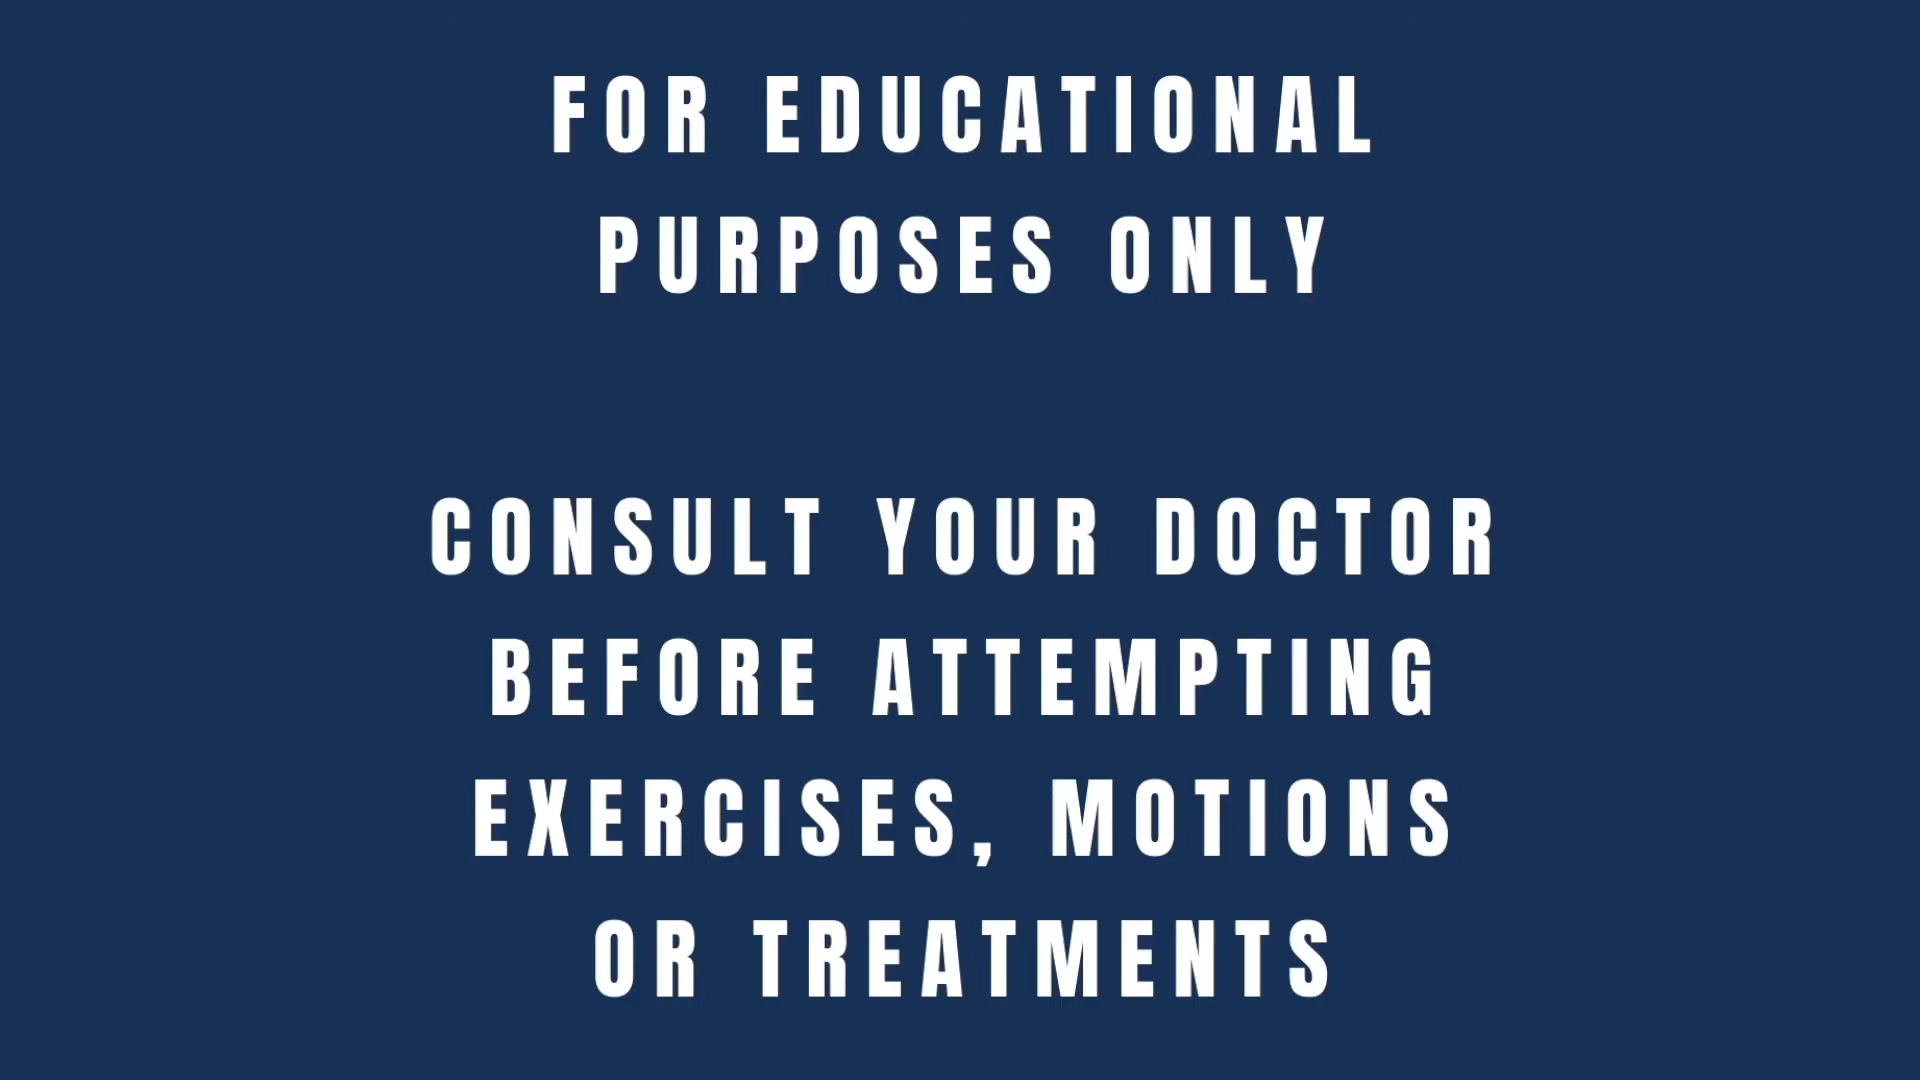 FOR EDUCATIONAL
PURPOSES ONLY
CONSULT YOUR DOCTOR
BEFORE ATTEMPTING
EXERCISES, MOTIONS
OR TREATMENTS